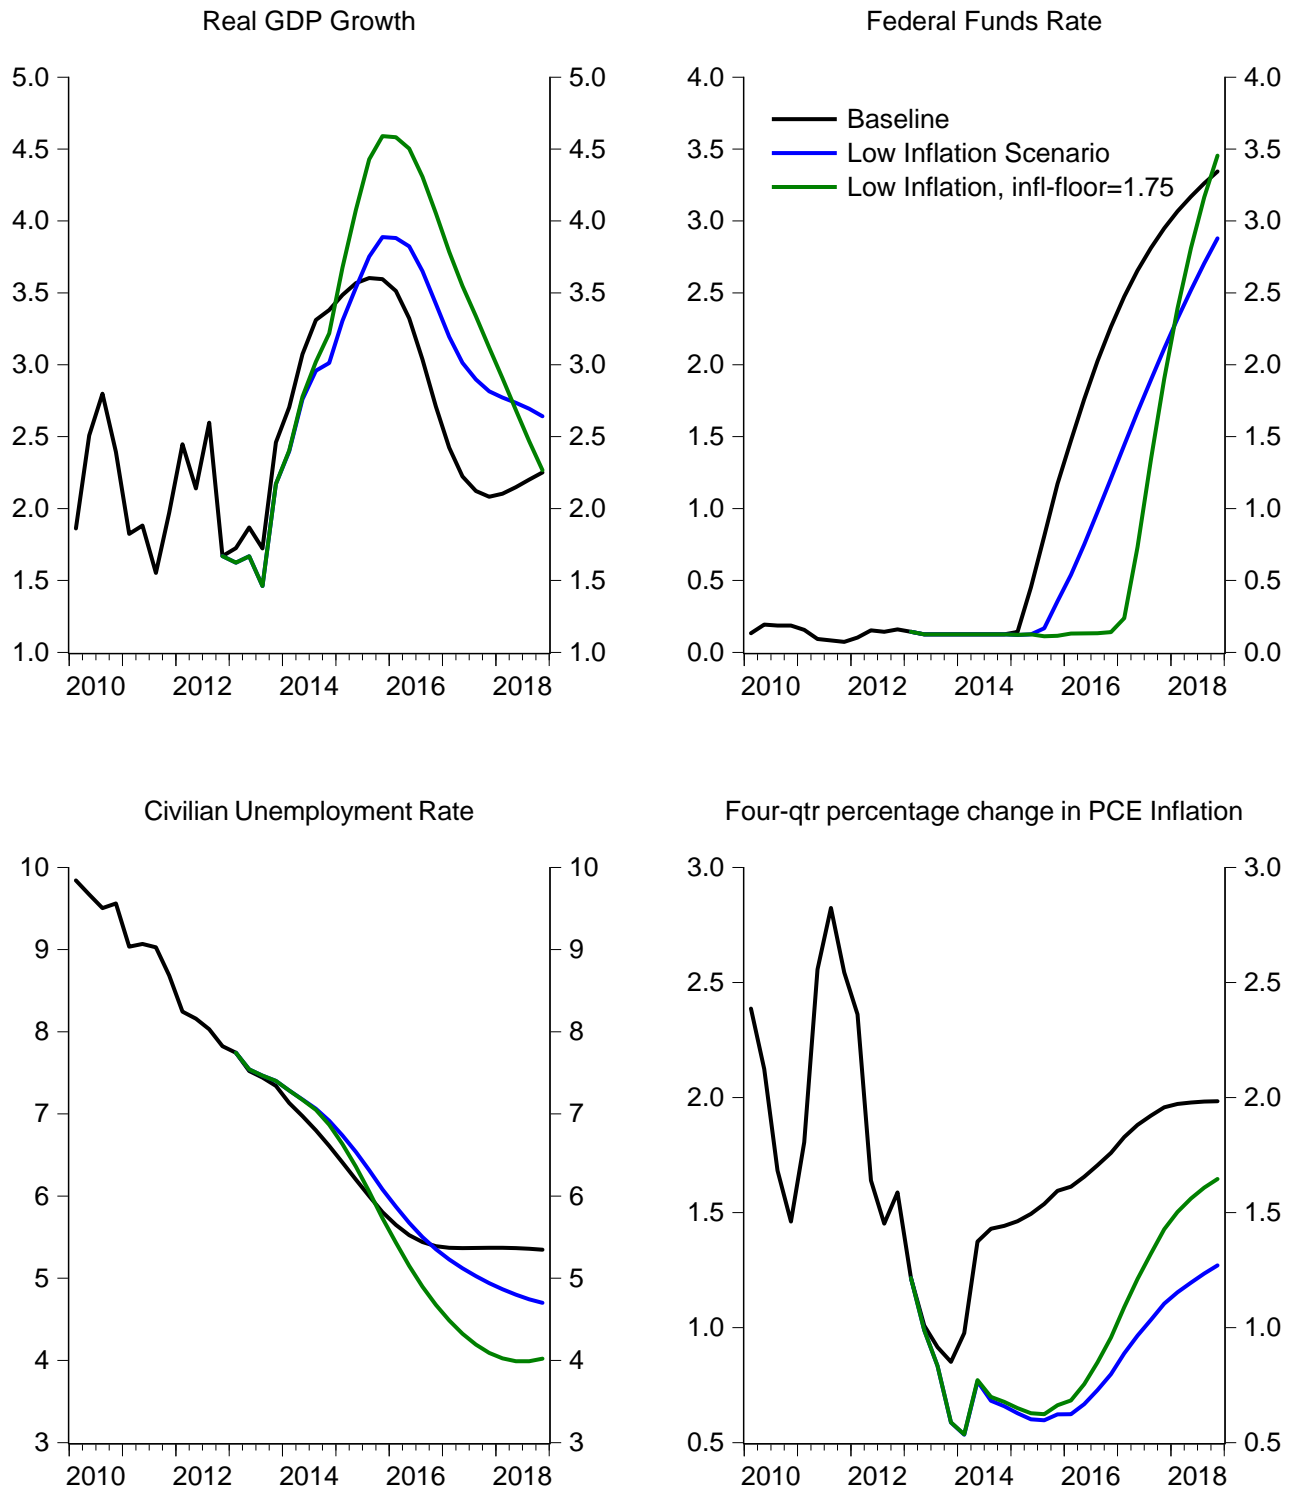 Real GDP Growth
5.0 5.0
4.5 4.5
4.0 4.0
3.5 3.5
3.0 3.0
2.5 2.5
2.0 2.0
1.5 1.5
1.0 1.0
2010 2012 2014 2016 2018
Federal Funds Rate
4.0 4.0
Baseline
3.5 Low Inflation Scenario 3.5
Low Inflation, infl-floor=1.75
3.0 3.0
2.5 2.5
2.0 2.0
1.5 1.5
1.0 1.0
0.5 0.5
0.0 0.0
2010 2012 2014 2016 2018
Civilian Unemployment Rate
10 10
9 9
8 8
7 7
6 6
5 5
4 4
3 3
2010 2012 2014 2016 2018
Four-qtr percentage change in PCE Inflation
3.0 3.0
2.5 2.5
2.0 2.0
1.5 1.5
1.0 1.0
0.5 0.5
2010 2012 2014 2016 2018